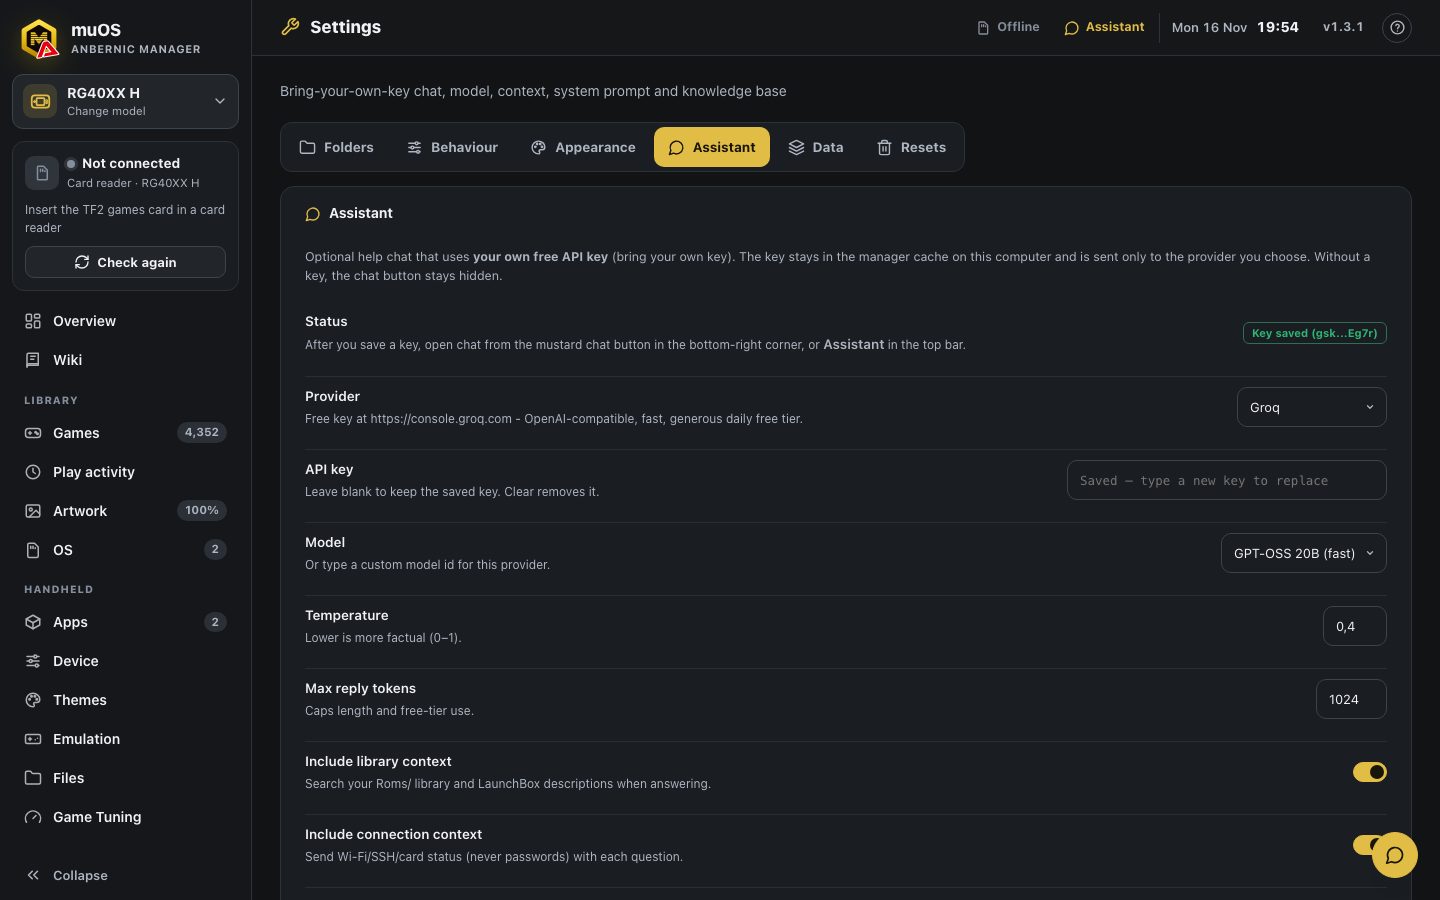 muOS
ANBERNIC MANAGER
RG40XX H
Change model
Not connected
Card reader · RG40XX H
Insert the TF2 games card in a card
reader
Check again
Overview
Wiki
LIBRARY
Games 4,352
Play activity
Artwork 100%
OS 2
HANDHELD
Apps 2
Device
Themes
Emulation
Files
Game Tuning
Collapse
Settings
Offline Assistant Mon 16 Nov 19:54 v1.3.1
Bring-your-own-key chat, model, context, system prompt and knowledge base
Folders Behaviour Appearance Assistant Data Resets
Assistant
Optional help chat that uses your own free API key (bring your own key). The key stays in the manager cache on this computer and is sent only to the provider you choose. Without a
key, the chat button stays hidden.
Status
After you save a key, open chat from the mustard chat button in the bottom-right corner, or Assistant in the top bar.
Key saved (gsk...Eg7r)
Provider
Free key at https://console.groq.com - OpenAI-compatible, fast, generous daily free tier.
Groq
API key
Leave blank to keep the saved key. Clear removes it.
Saved — type a new key to replace
Model
Or type a custom model id for this provider.
GPT-OSS 20B (fast)
Temperature
Lower is more factual (0–1).
0,4
Max reply tokens
Caps length and free-tier use.
1024
Include library context
Search your Roms/ library and LaunchBox descriptions when answering.
Include connection context
Send Wi-Fi/SSH/card status (never passwords) with each question.